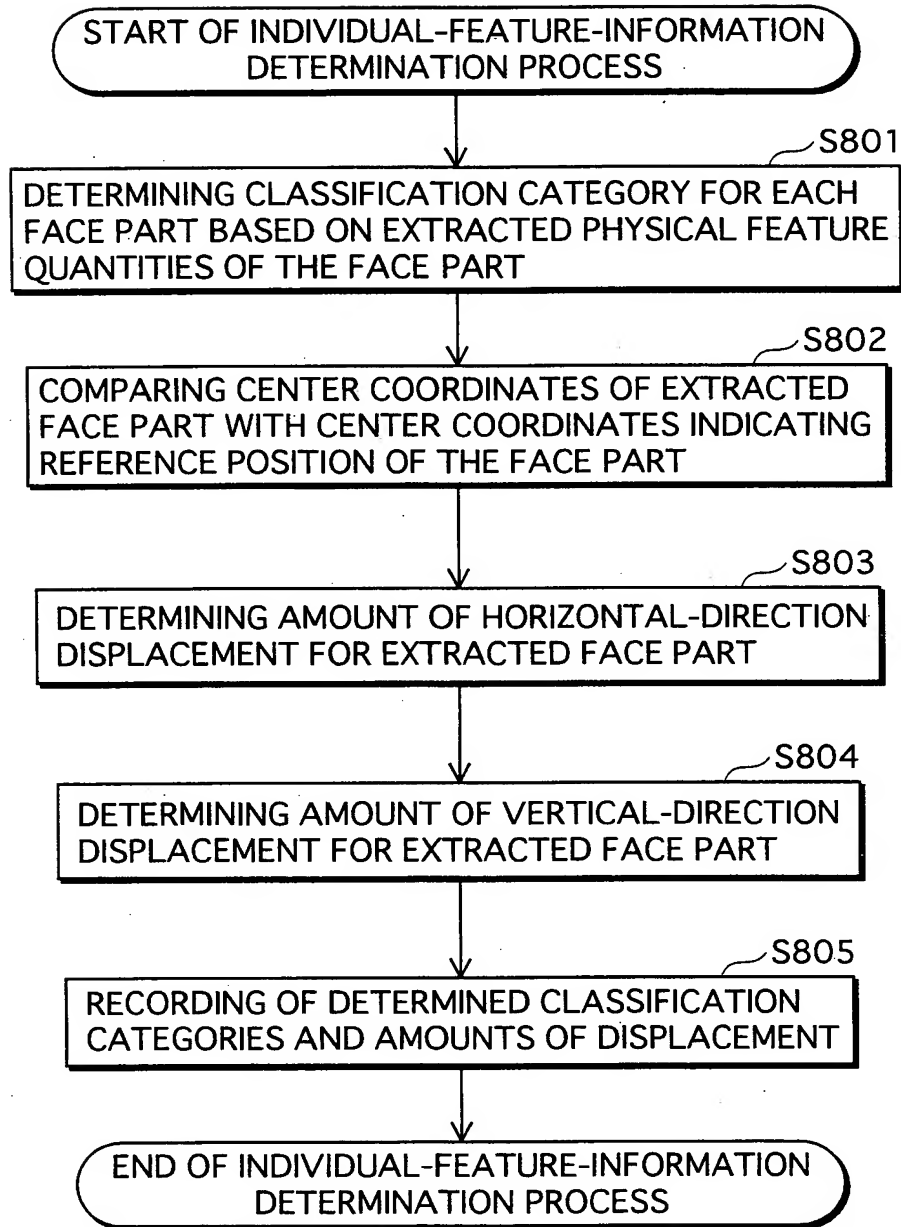 START OF INDIVIDUAL-FEATURE-INFORMATION
DETERMINATION PROCESS
S801
DETERMINING CLASSIFICATION CATEGORY FOR EACH
FACE PART BASED ON EXTRACTED PHYSICAL FEATURE
QUANTITIES OF THE FACE PART
S802
COMPARING CENTER COORDINATES OF EXTRACTED
FACE PART WITH CENTER COORDINATES INDICATING
REFERENCE POSITION OF THE FACE PART
S803
DETERMINING AMOUNT OF HORIZONTAL-DIRECTION
DISPLACEMENT FOR EXTRACTED FACE PART
S804
DETERMINING AMOUNT OF VERTICAL-DIRECTION
DISPLACEMENT FOR EXTRACTED FACE PART
S805
RECORDING OF DETERMINED CLASSIFICATION
CATEGORIES AND AMOUNTS OF DISPLACEMENT
END OF INDIVIDUAL-FEATURE-INFORMATION
DETERMINATION PROCESS